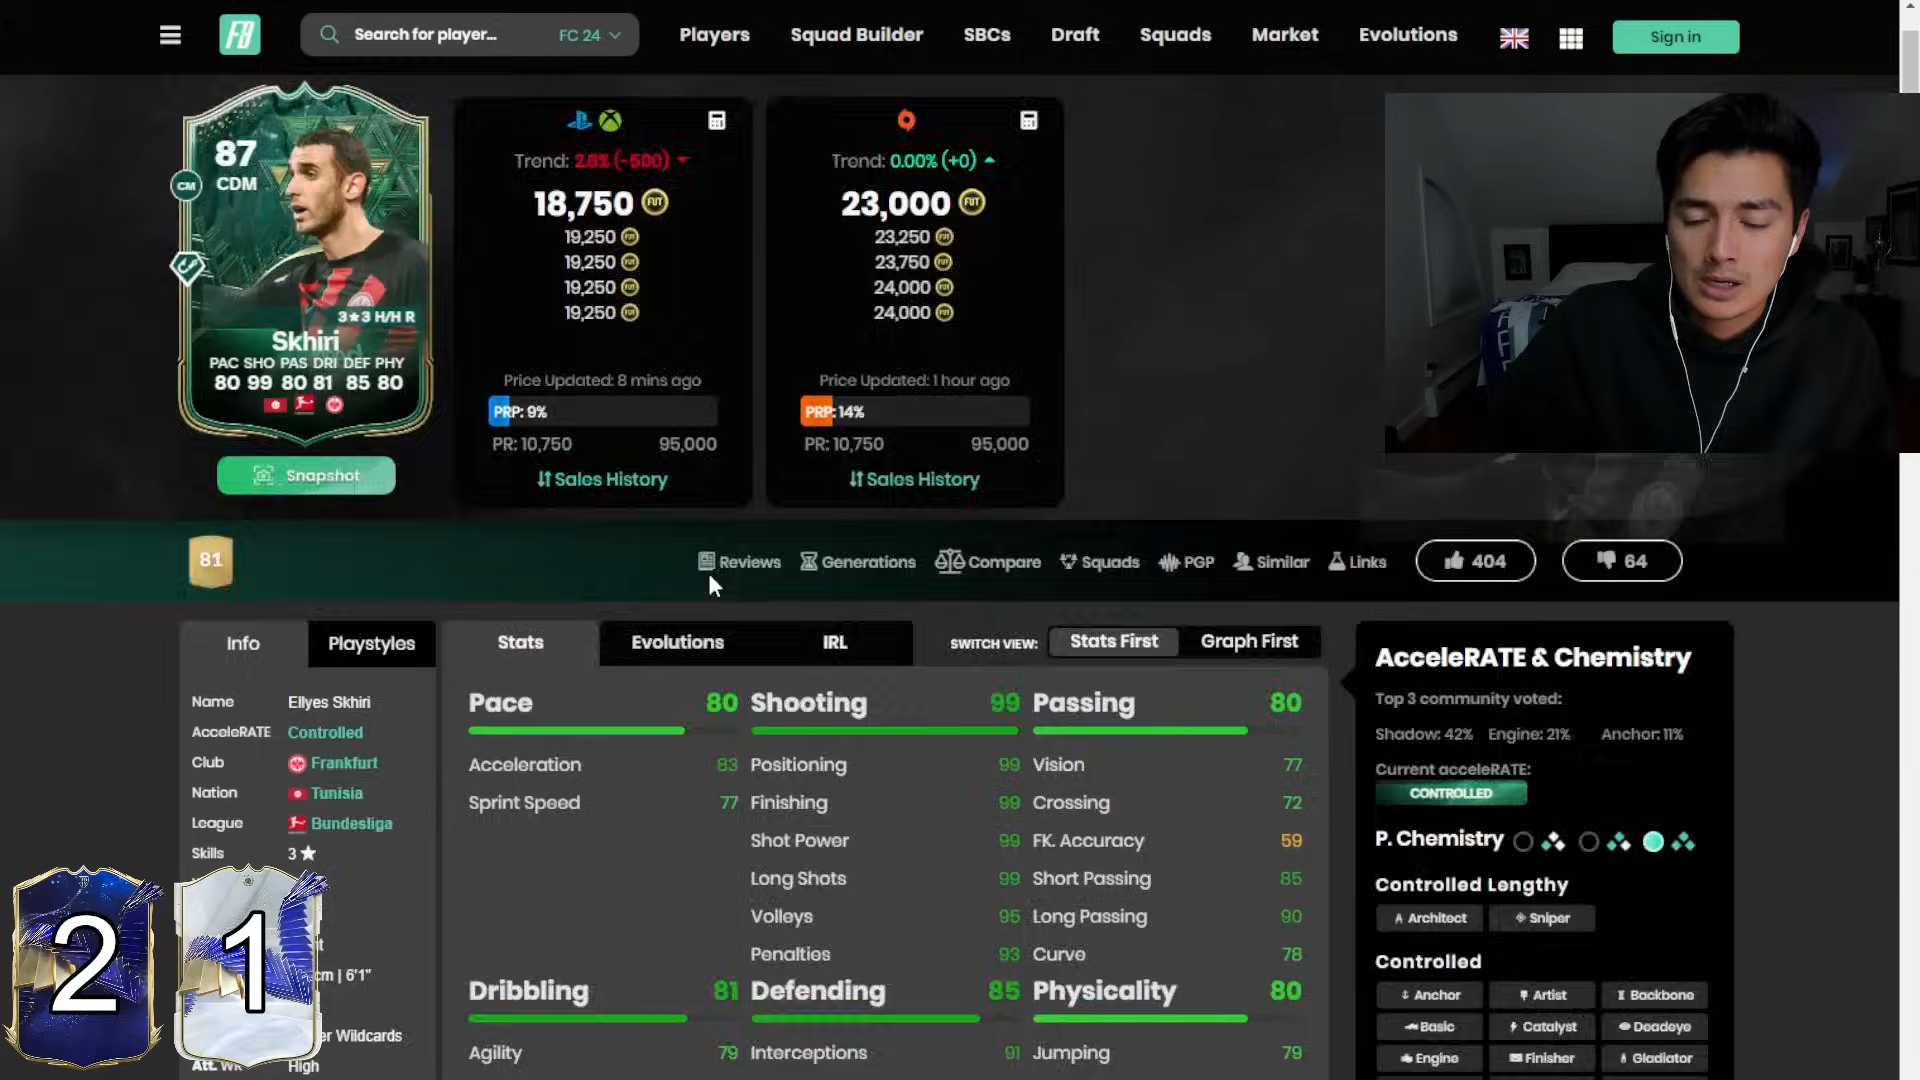 Search for player...
FC 24
Players
Squad Builder
SBCs
Draft
Squads
Market
Evolutions
Sign in
87
CDM
CM
3★3 H/H R
Skhiri
PAC SHO PAS DRI DEF PHY
80 99 80 81 85 80
Snapshot
Trend: 2.6% (-500)
18,750
19,250
19,250
19,250
19,250
Price Updated: 8 mins ago
PRP: 9%
PR: 10,750
95,000
Sales History
Trend: 0.00% (+0)
23,000
23,250
23,750
24,000
24,000
Price Updated: 1 hour ago
PRP: 14%
PR: 10,750
95,000
Sales History
81
Reviews
Generations
Compare
Squads
PGP
Similar
Links
404
64
Info
Playstyles
Name Ellyes Skhiri
AcceleRATE Controlled
Club Frankfurt
Nation Tunisia
League Bundesliga
Skills 3 ★
cm | 6'1"
er Wildcards
High
2
1
Stats
Evolutions
IRL
SWITCH VIEW:
Stats First
Graph First
Pace 80
Acceleration 83
Sprint Speed 77
Shooting 99
Positioning 99
Finishing 99
Shot Power 99
Long Shots 99
Volleys 95
Penalties 93
Passing 80
Vision 77
Crossing 72
FK. Accuracy 59
Short Passing 85
Long Passing 90
Curve 78
Dribbling 81
Agility 79
Defending 85
Interceptions 91
Physicality 80
Jumping 79
AcceleRATE & Chemistry
Top 3 community voted:
Shadow: 42% Engine: 21% Anchor: 11%
Current acceleRATE:
CONTROLLED
P. Chemistry
Controlled Lengthy
Architect
Sniper
Controlled
Anchor
Artist
Backbone
Basic
Catalyst
Deadeye
Engine
Finisher
Gladiator